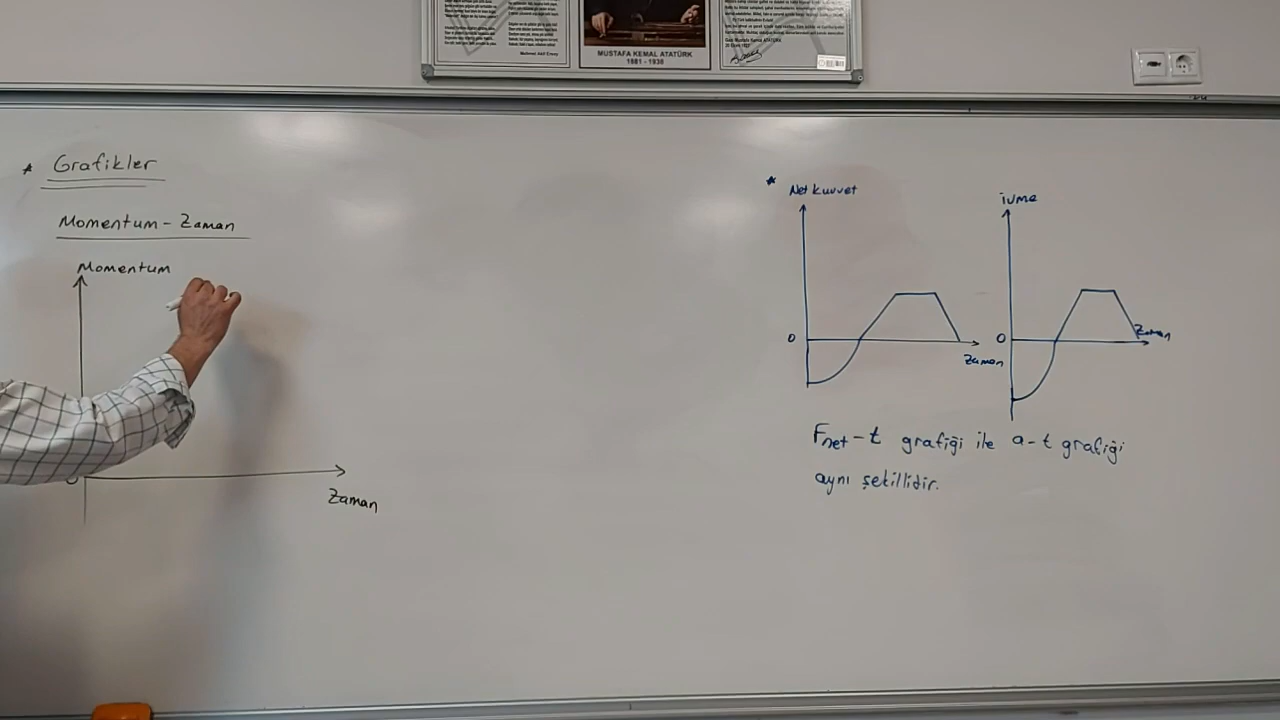 MUSTAFA KEMAL ATATÜRK
1881 - 1938
* Grafikler
Momentum - Zaman
Momentum
Zaman
* Net kuvvet
0
Zaman
ivme
0
Zaman
Fnet - t grafiği ile a - t grafiği
aynı şekillidir.